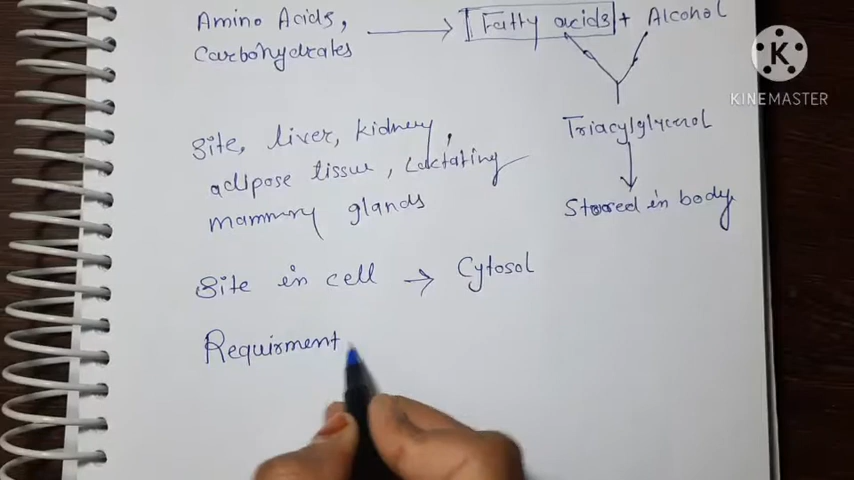 Amino Acids,
Carbohydrates
Fatty acids + Alcohol
K
KINEMASTER
Triacylglycerol
Site, liver, kidney,
adipose tissue, Lactating
mammary glands
Stored in body
Site in cell → Cytosol
Requirment